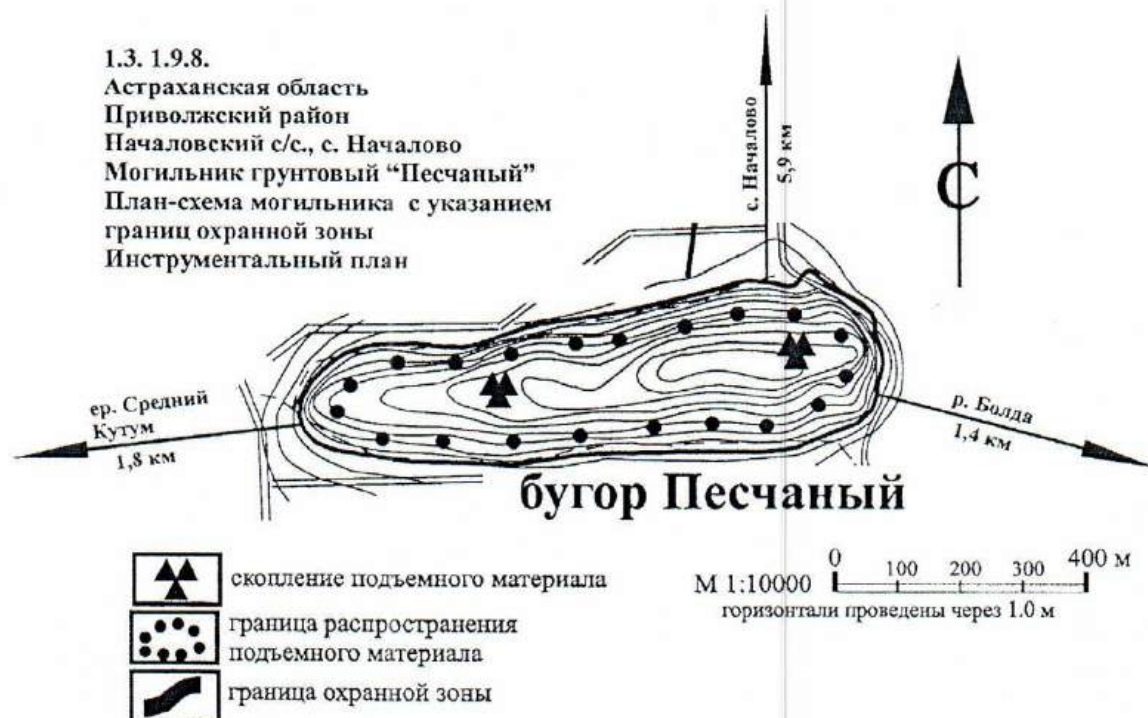 1.3. 1.9.8.
Астраханская область
Приволжский район
Началовский с/с., с. Началово
Могильник грунтовый “Песчаный”
План-схема могильника с указанием
границ охранной зоны
Инструментальный план
с. Началово
5,9 км
С
ер. Средний
Кутум
1,8 км
р. Болда
1,4 км
бугор Песчаный
скопление подъемного материала
граница распространения
подъемного материала
граница охранной зоны
М 1:10000
0 100 200 300 400 м
горизонтали проведены через 1.0 м